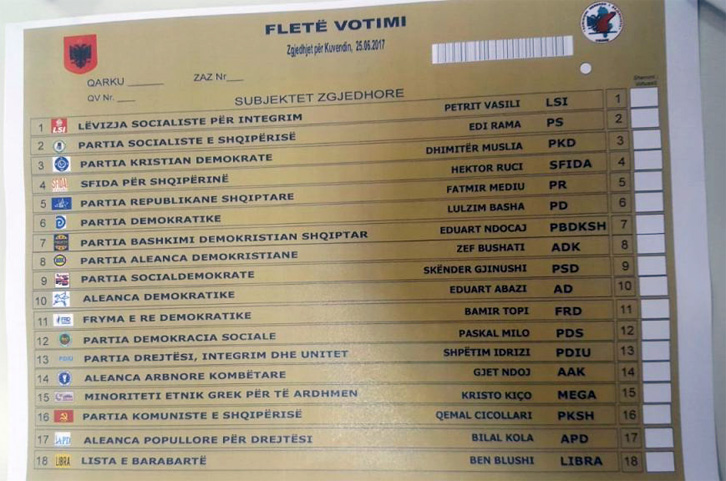 FLETË VOTIMI
Zgjedhjet për Kuvendin, 25.06.2017
QARKU ______ ZAZ Nr.___
QV Nr. ___
SUBJEKTET ZGJEDHORE
1 LSI LËVIZJA SOCIALISTE PËR INTEGRIM PETRIT VASILI LSI 1
2 PARTIA SOCIALISTE E SHQIPËRISË EDI RAMA PS 2
3 PARTIA KRISTIAN DEMOKRATE DHIMITËR MUSLIA PKD 3
4 SFIDA PËR SHQIPËRINË HEKTOR RUCI SFIDA 4
5 PARTIA REPUBLIKANE SHQIPTARE FATMIR MEDIU PR 5
6 PARTIA DEMOKRATIKE LULZIM BASHA PD 6
7 PARTIA BASHKIMI DEMOKRISTIAN SHQIPTAR EDUART NDOCAJ PBDKSH 7
8 PARTIA ALEANCA DEMOKRISTIANE ZEF BUSHATI ADK 8
9 PARTIA SOCIALDEMOKRATE SKËNDER GJINUSHI PSD 9
10 ALEANCA DEMOKRATIKE EDUART ABAZI AD 10
11 FRYMA E RE DEMOKRATIKE BAMIR TOPI FRD 11
12 PARTIA DEMOKRACIA SOCIALE PASKAL MILO PDS 12
13 PDIU PARTIA DREJTËSI, INTEGRIM DHE UNITET SHPËTIM IDRIZI PDIU 13
14 ALEANCA ARBNORE KOMBËTARE GJET NDOJ AAK 14
15 MINORITETI ETNIK GREK PËR TË ARDHMEN KRISTO KIÇO MEGA 15
16 PARTIA KOMUNISTE E SHQIPËRISË QEMAL CICOLLARI PKSH 16
17 APD ALEANCA POPULLORE PËR DREJTËSI BILAL KOLA APD 17
18 LIBRA LISTA E BARABARTË BEN BLUSHI LIBRA 18